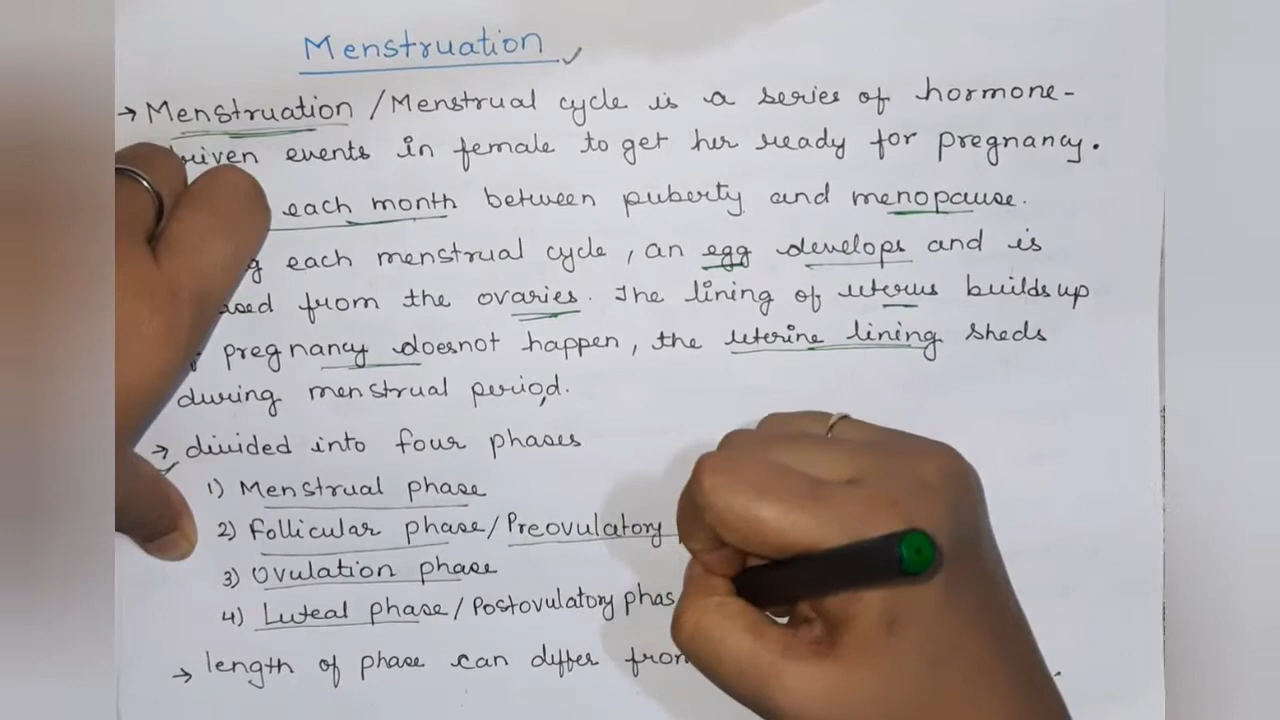 Menstruation
→ Menstruation / Menstrual cycle is a series of hormone-
driven events in female to get her ready for pregnancy.
each month between puberty and menopause.
each menstrual cycle, an egg develops and is
from the ovaries. The lining of uterus builds up
pregnancy doesnot happen, the uterine lining sheds
during menstrual period.
→ divided into four phases
1) Menstrual phase
2) Follicular phase/Preovulatory
3) Ovulation phase
4) Luteal phase/Postovulatory phas
→ length of phase can differ from